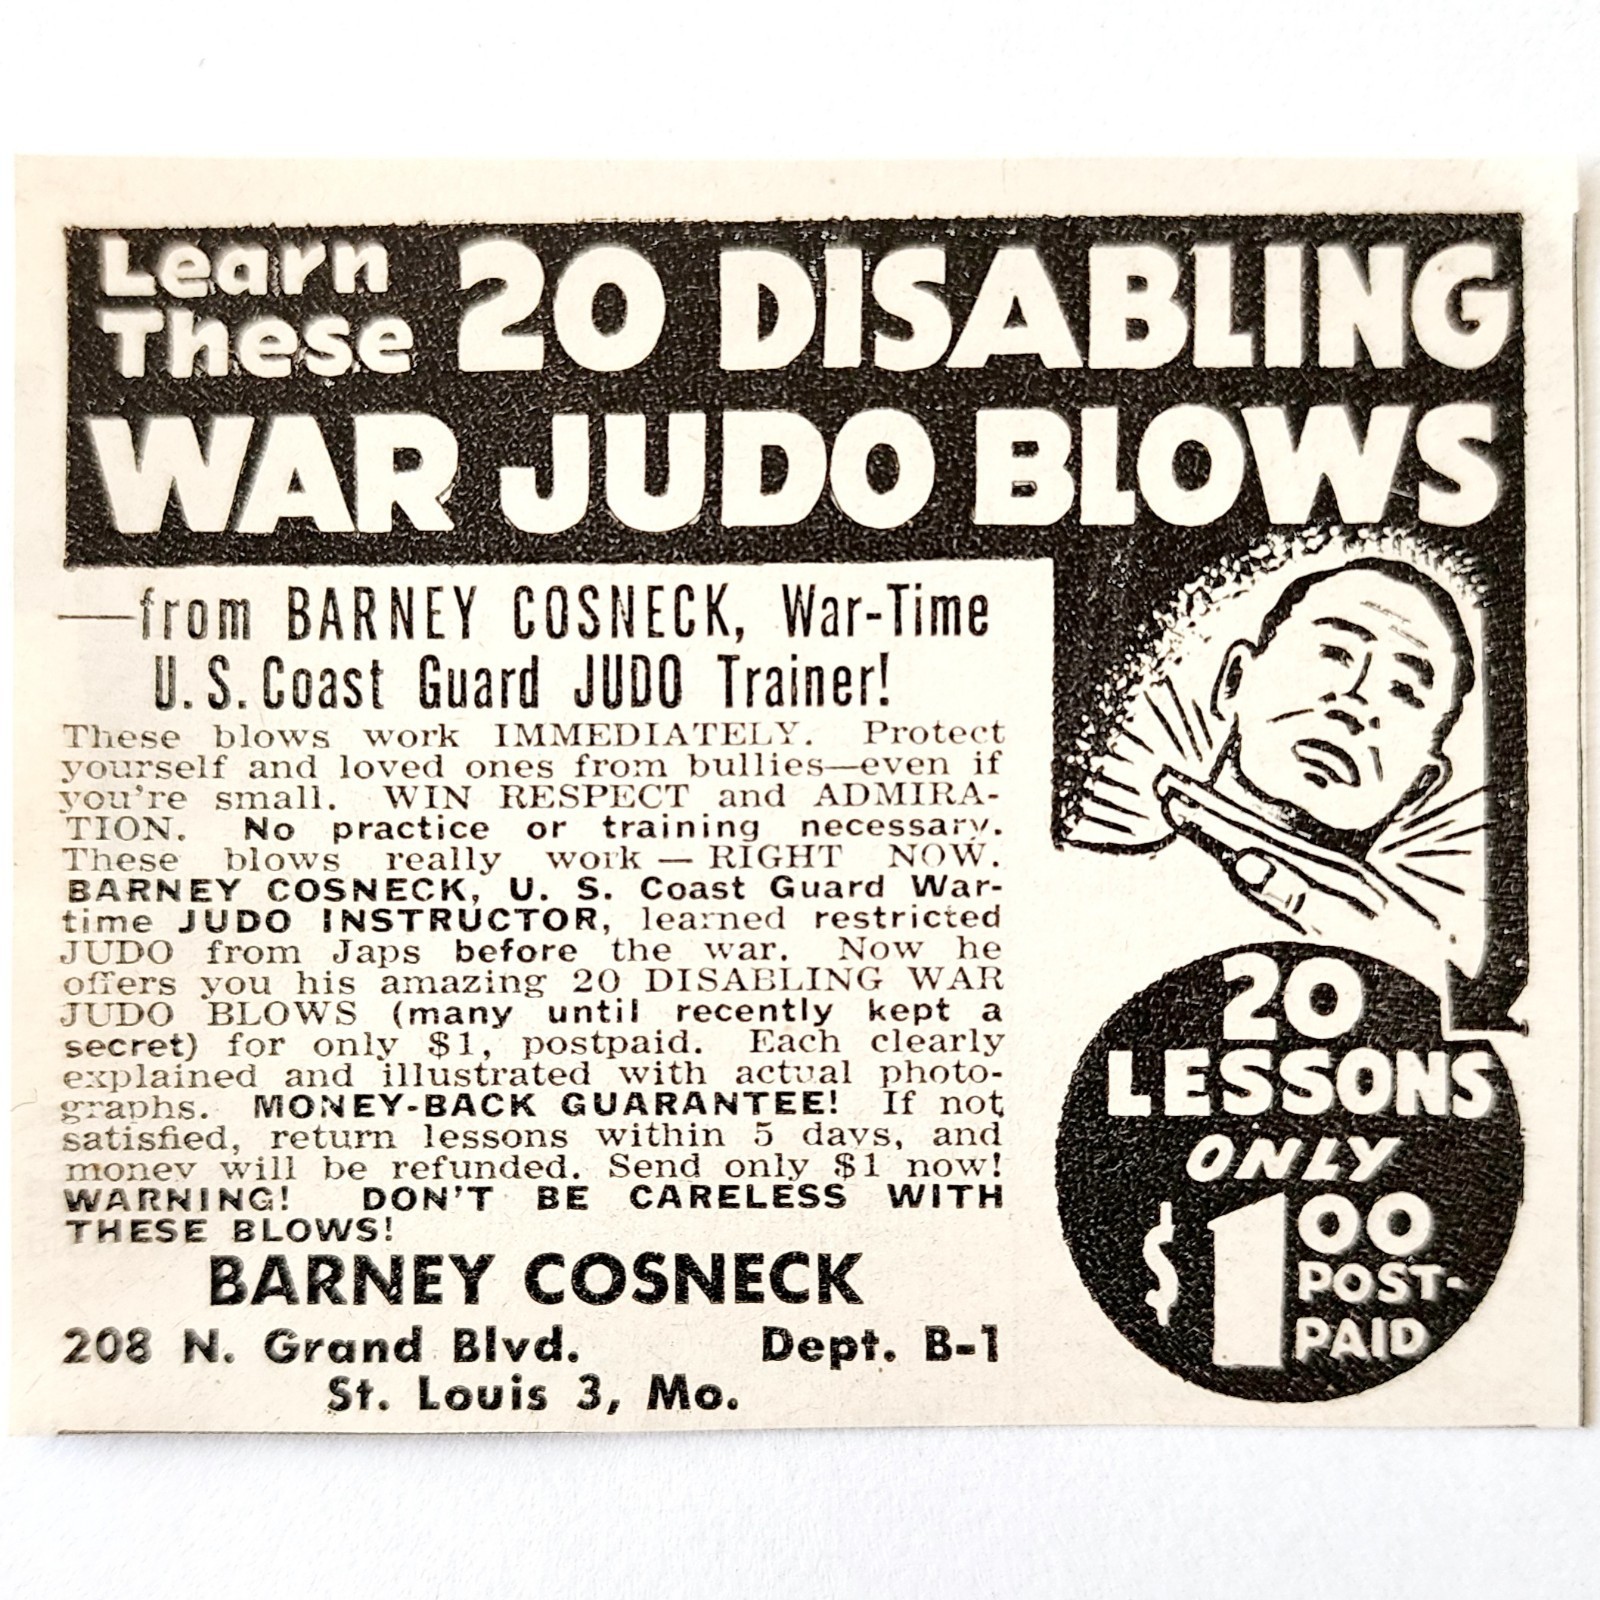 Learn
These 20 DISABLING
WAR JUDO BLOWS
—from BARNEY COSNECK, War-Time
U.S. Coast Guard JUDO Trainer!
These blows work IMMEDIATELY. Protect
yourself and loved ones from bullies—even if
you're small. WIN RESPECT and ADMIRA-
TION. No practice or training necessary.
These blows really work — RIGHT NOW.
BARNEY COSNECK, U. S. Coast Guard War-
time JUDO INSTRUCTOR, learned restricted
JUDO from Japs before the war. Now he
offers you his amazing 20 DISABLING WAR
JUDO BLOWS (many until recently kept a
secret) for only $1, postpaid. Each clearly
explained and illustrated with actual photo-
graphs. MONEY-BACK GUARANTEE! If not
satisfied, return lessons within 5 days, and
money will be refunded. Send only $1 now!
WARNING! DON'T BE CARELESS WITH
THESE BLOWS!
BARNEY COSNECK
208 N. Grand Blvd. Dept. B-1
St. Louis 3, Mo.
20
LESSONS
ONLY
$1.00
POST-
PAID